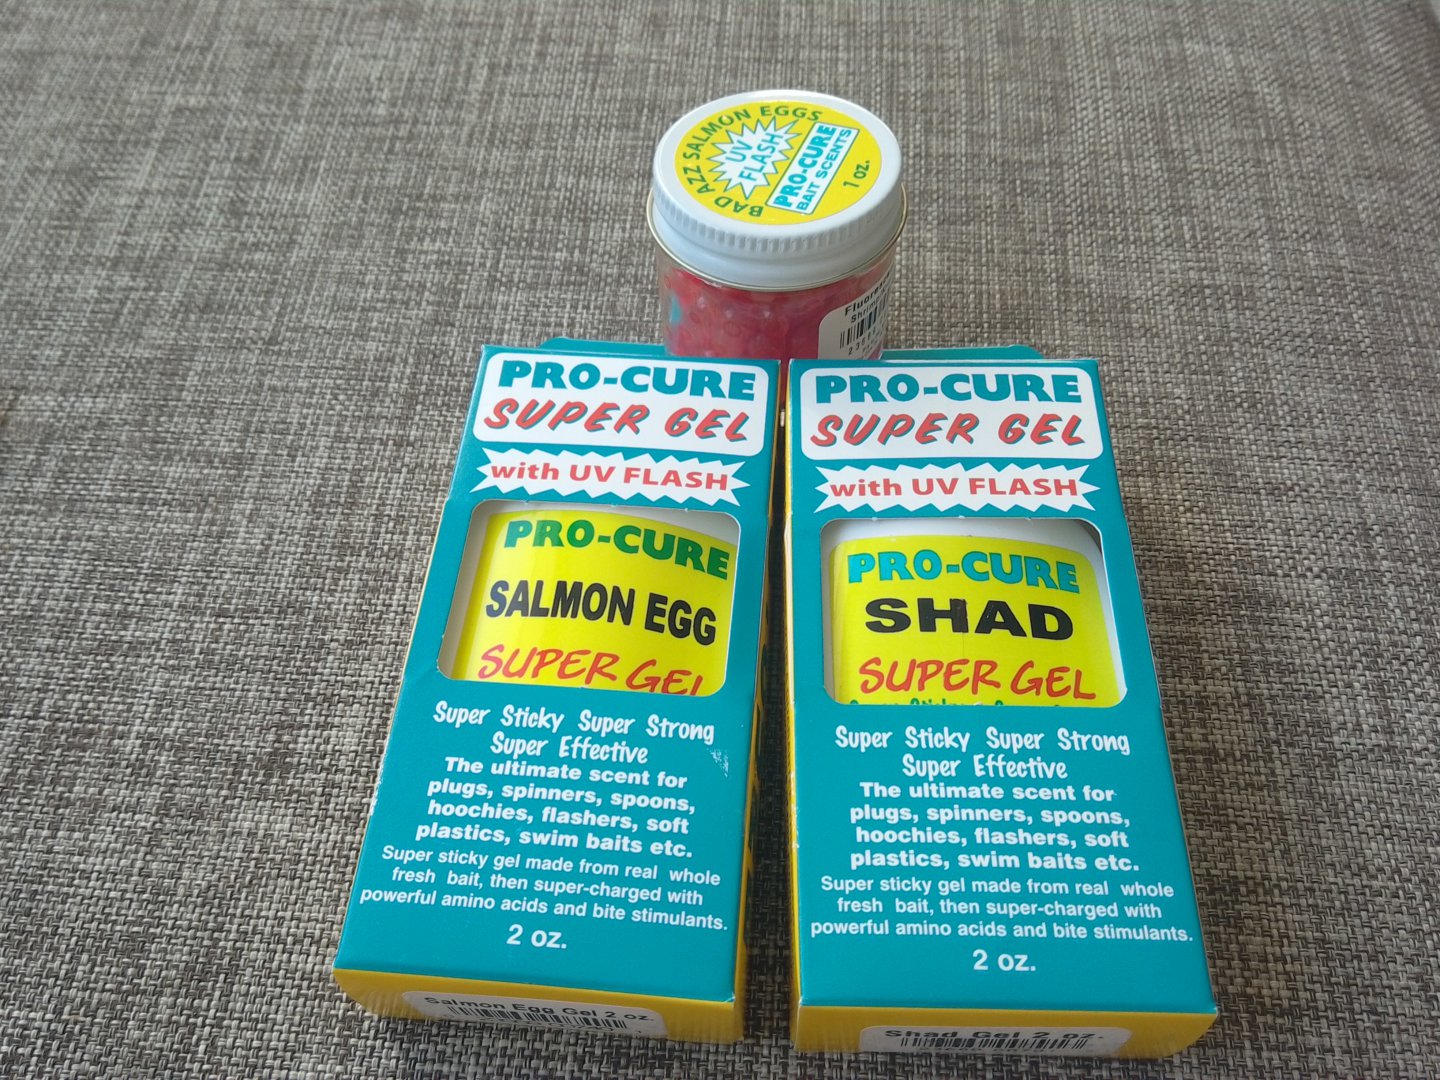 BAD AZZ SALMON EGGS
UV
FLASH
PRO-CURE
BAIT SCENTS
1 oz.
PRO-CURE
SUPER GEL
with UV FLASH
PRO-CURE
SALMON EGG
SUPER GEL
Super Sticky Super Strong
Super Effective
The ultimate scent for
plugs, spinners, spoons,
hoochies, flashers, soft
plastics, swim baits etc.
Super sticky gel made from real whole
fresh bait, then super-charged with
powerful amino acids and bite stimulants.
2 oz.
Salmon Egg Gel 2 oz.
PRO-CURE
SUPER GEL
with UV FLASH
PRO-CURE
SHAD
SUPER GEL
Super Sticky Super Strong
Super Effective
The ultimate scent for
plugs, spinners, spoons,
hoochies, flashers, soft
plastics, swim baits etc.
Super sticky gel made from real whole
fresh bait, then super-charged with
powerful amino acids and bite stimulants.
2 oz.
Shad Gel 2 oz.